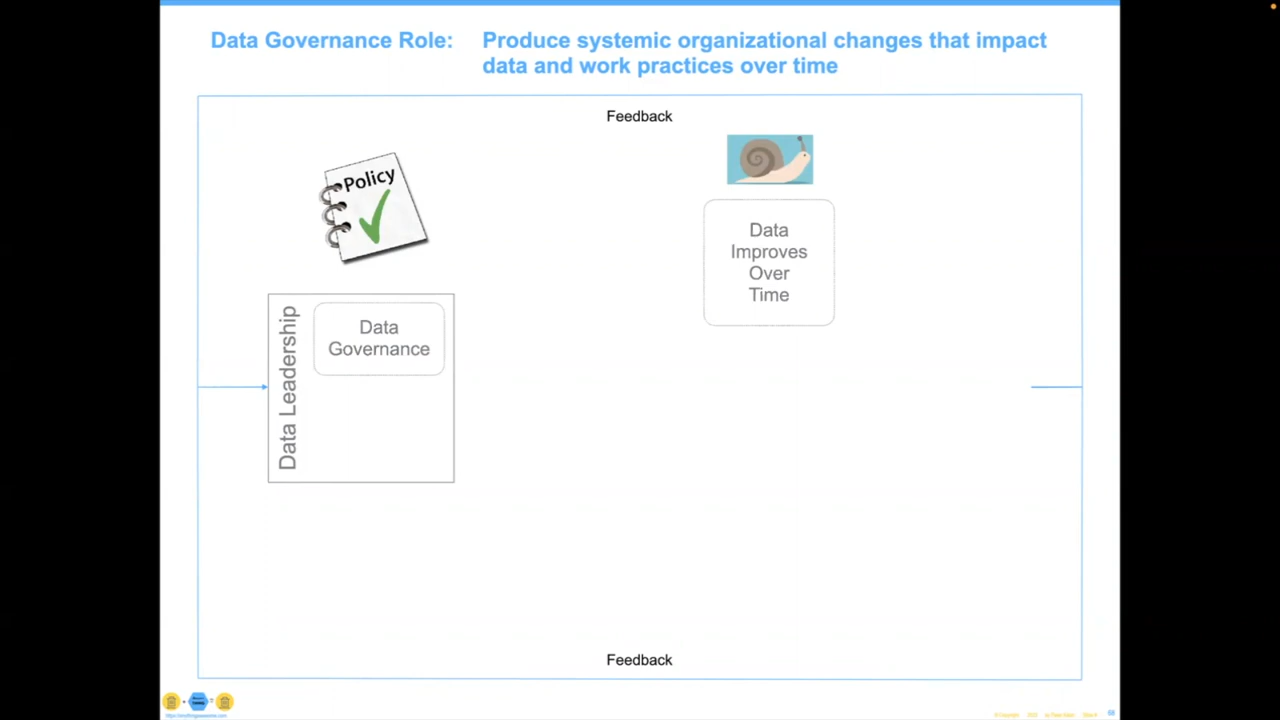 Data Governance Role: Produce systemic organizational changes that impact
data and work practices over time
Feedback
Policy
Data
Improves
Over
Time
Data Leadership
Data
Governance
Feedback